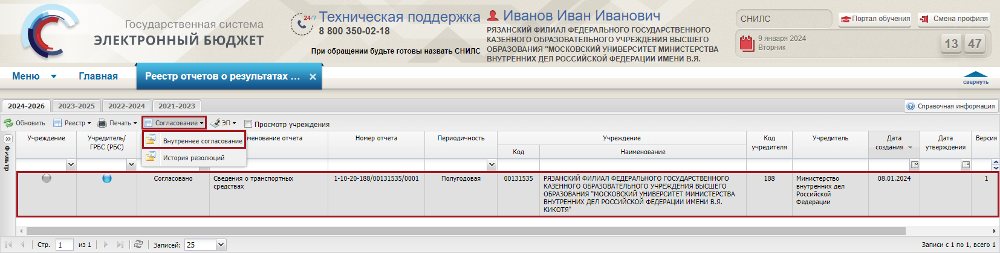 Государственная система
ЭЛЕКТРОННЫЙ БЮДЖЕТ
24/7
Техническая поддержка
8 800 350-02-18
При обращении будьте готовы назвать СНИЛС
Иванов Иван Иванович
РЯЗАНСКИЙ ФИЛИАЛ ФЕДЕРАЛЬНОГО ГОСУДАРСТВЕННОГО
КАЗЕННОГО ОБРАЗОВАТЕЛЬНОГО УЧРЕЖДЕНИЯ ВЫСШЕГО
ОБРАЗОВАНИЯ "МОСКОВСКИЙ УНИВЕРСИТЕТ МИНИСТЕРСТВА
ВНУТРЕННИХ ДЕЛ РОССИЙСКОЙ ФЕДЕРАЦИИ ИМЕНИ В.Я.
СНИЛС
Портал обучения
Смена профиля
9 января 2024
Вторник
13 47
Меню
Главная
Реестр отчетов о результатах ...
свернуть
2024-2026
2023-2025
2022-2024
2021-2023
Справочная информация
Обновить
Реестр
Печать
Согласование
ЭП
Просмотр учреждения
Внутреннее согласование
История резолюций
Фильтр
Учреждение
Учредитель/
ГРБС (РБС)
менование отчета
Номер отчета
Периодичность
Учреждение
Код
Наименование
Код
учредителя
Учредитель
Дата
создания
Дата
утверждения
Версия
Согласовано
Сведения о транспортных
средствах
1-10-20-188/00131535/0001
Полугодовая
00131535
РЯЗАНСКИЙ ФИЛИАЛ ФЕДЕРАЛЬНОГО ГОСУДАРСТВЕННОГО
КАЗЕННОГО ОБРАЗОВАТЕЛЬНОГО УЧРЕЖДЕНИЯ ВЫСШЕГО
ОБРАЗОВАНИЯ "МОСКОВСКИЙ УНИВЕРСИТЕТ МИНИСТЕРСТВА
ВНУТРЕННИХ ДЕЛ РОССИЙСКОЙ ФЕДЕРАЦИИ ИМЕНИ В.Я.
КИКОТЯ"
188
Министерство
внутренних дел
Российской
Федерации
08.01.2024
1
Стр. 1 из 1
Записей: 25
Записи с 1 по 1, всего 1